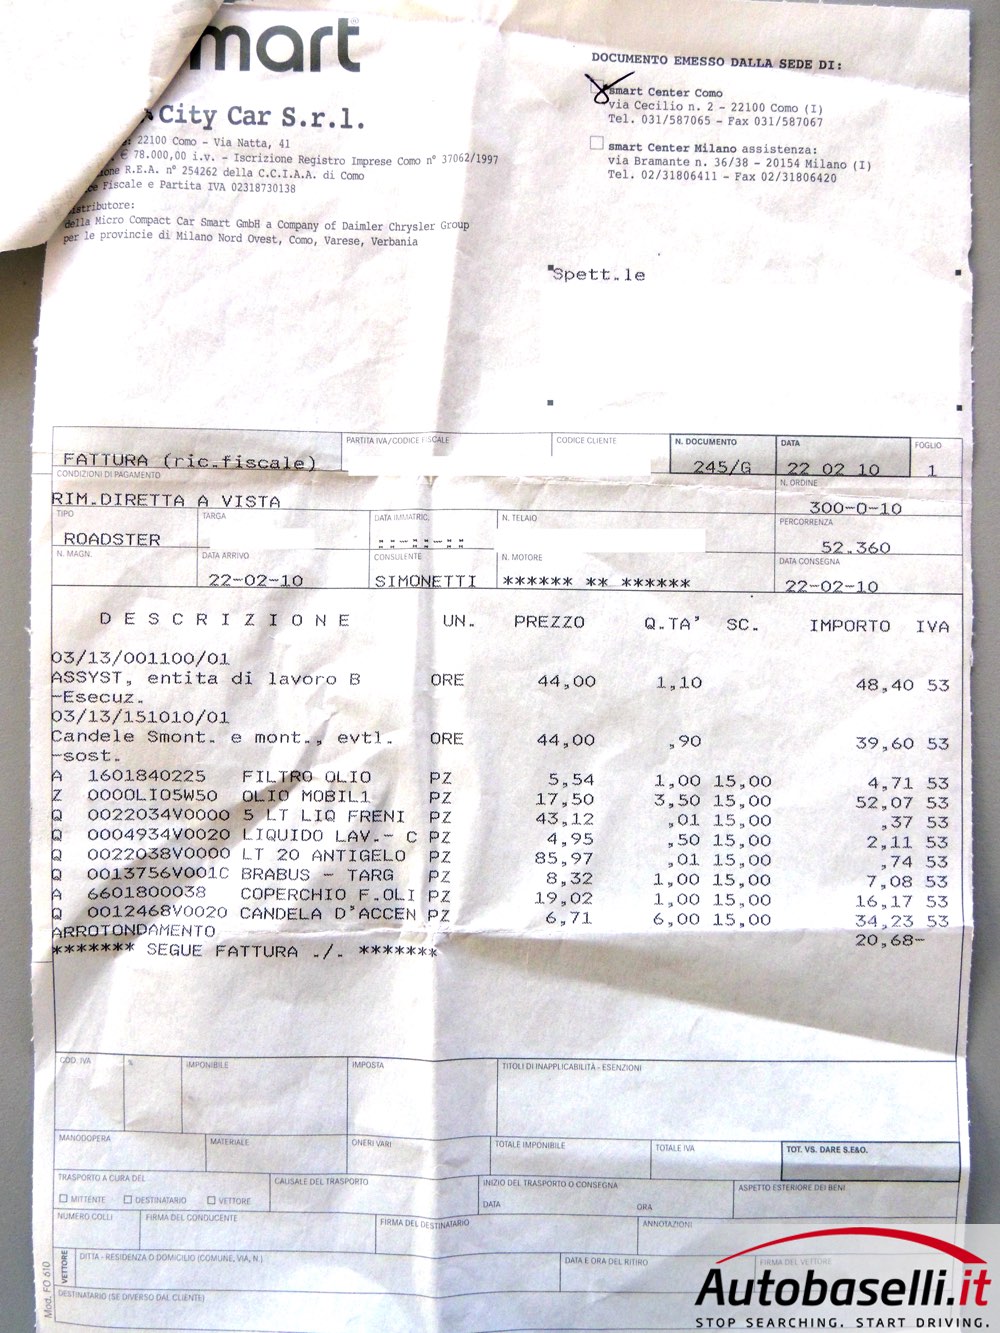 smart
City Car S.r.l.
22100 Como - Via Natta, 41
€ 78.000,00 i.v. - Iscrizione Registro Imprese Como n° 37062/1997
R.E.A. n° 254262 della C.C.I.A.A. di Como
Fiscale e Partita IVA 02318730138
Distributore:
della Micro Compact Car Smart GmbH a Company of Daimler Chrysler Group
per le provincie di Milano Nord Ovest, Como, Varese, Verbania
DOCUMENTO EMESSO DALLA SEDE DI:
smart Center Como
via Cecilio n. 2 - 22100 Como (I)
Tel. 031/587065 - Fax 031/587067
smart Center Milano assistenza:
via Bramante n. 36/38 - 20154 Milano (I)
Tel. 02/31806411 - Fax 02/31806420
Spett.le
PARTITA IVA/CODICE FISCALE CODICE CLIENTE N. DOCUMENTO DATA FOGLIO
FATTURA (ric.fiscale) 245/G 22 02 10 1
CONDIZIONI DI PAGAMENTO N. ORDINE
RIM.DIRETTA A VISTA 300-0-10
TIPO TARGA DATA IMMATRIC. N. TELAIO PERCORRENZA
ROADSTER ::-::-:: 52.360
N. MAGN. DATA ARRIVO CONSULENTE N. MOTORE DATA CONSEGNA
22-02-10 SIMONETTI ****** ** ****** 22-02-10
DESCRIZIONE UN. PREZZO Q.TA' SC. IMPORTO IVA
03/13/001100/01
ASSYST, entita di lavoro B ORE 44,00 1,10 48,40 53
-Esecuz.
03/13/151010/01
Candele Smont. e mont., evtl. ORE 44,00 ,90 39,60 53
-sost.
A 1601840225 FILTRO OLIO PZ 5,54 1,00 15,00 4,71 53
Z 0000LIO5W50 OLIO MOBIL1 PZ 17,50 3,50 15,00 52,07 53
Q 0022034V0000 5 LT LIQ FRENI PZ 43,12 ,01 15,00 ,37 53
Q 0004934V0020 LIQUIDO LAV.- C PZ 4,95 ,50 15,00 2,11 53
Q 0022038V0000 LT 20 ANTIGELO PZ 85,97 ,01 15,00 ,74 53
Q 0013756V001C BRABUS - TARG PZ 8,32 1,00 15,00 7,08 53
A 6601800038 COPERCHIO F.OLI PZ 19,02 1,00 15,00 16,17 53
Q 0012468V0020 CANDELA D'ACCEN PZ 6,71 6,00 15,00 34,23 53
ARROTONDAMENTO 20,68-
******* SEGUE FATTURA ./. *******
COD. IVA % IMPONIBILE IMPOSTA TITOLI DI INAPPLICABILITÀ - ESENZIONI
MANODOPERA MATERIALE ONERI VARI TOTALE IMPONIBILE TOTALE IVA TOT. VS. DARE S.E&O.
TRASPORTO A CURA DEL CAUSALE DEL TRASPORTO INIZIO DEL TRASPORTO O CONSEGNA ASPETTO ESTERIORE DEI BENI
MITTENTE DESTINATARIO VETTORE DATA ORA
NUMERO COLLI FIRMA DEL CONDUCENTE FIRMA DEL DESTINATARIO ANNOTAZIONI
VETTORE DITTA - RESIDENZA O DOMICILIO (COMUNE, VIA, N.) DATA E ORA DEL RITIRO FIRMA DEL VETTORE
DESTINATARIO (SE DIVERSO DAL CLIENTE)
Mod. FO 610
Autobaselli.it
STOP SEARCHING. START DRIVING.